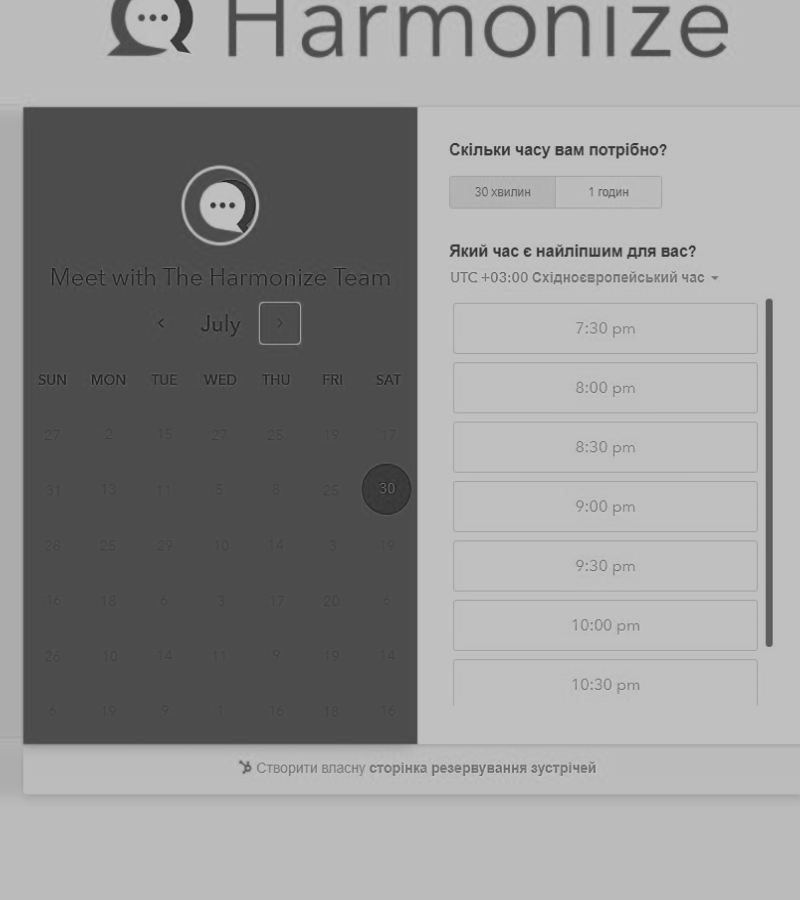 Harmonize
Meet with The Harmonize Team
July
SUN MON TUE WED THU FRI SAT
27 2 15 27 25 19 17
31 13 11 5 8 25 30
28 25 29 10 14 3 19
16 18 6 3 17 20 6
26 10 14 11 9 19 14
6 19 9 1 16 18 16
Скільки часу вам потрібно?
30 хвилин 1 годин
Який час є найліпшим для вас?
UTC +03:00 Східноєвропейський час
7:30 pm
8:00 pm
8:30 pm
9:00 pm
9:30 pm
10:00 pm
10:30 pm
Створити власну сторінка резервування зустрічей